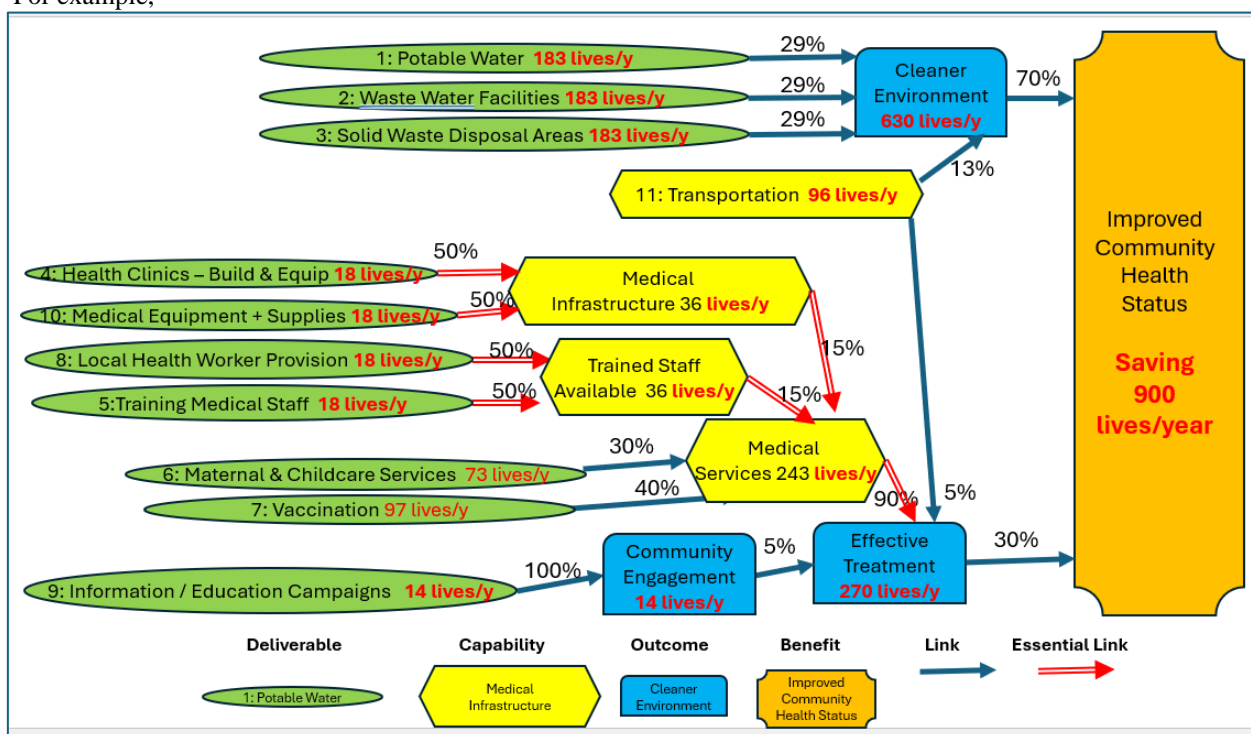 For example,
1: Potable Water 183 lives/y
29%
2: Waste Water Facilities 183 lives/y
29%
3: Solid Waste Disposal Areas 183 lives/y
29%
Cleaner
Environment
630 lives/y
70%
11: Transportation 96 lives/y
13%
4: Health Clinics – Build & Equip 18 lives/y
50%
10: Medical Equipment + Supplies 18 lives/y
50%
Medical
Infrastructure 36 lives/y
15%
8: Local Health Worker Provision 18 lives/y
50%
5:Training Medical Staff 18 lives/y
50%
Trained Staff
Available 36 lives/y
15%
6: Maternal & Childcare Services 73 lives/y
30%
7: Vaccination 97 lives/y
40%
Medical
Services 243 lives/y
90%
5%
9: Information / Education Campaigns 14 lives/y
100%
Community
Engagement
14 lives/y
5%
Effective
Treatment
270 lives/y
30%
Improved
Community
Health
Status
Saving
900
lives/year
Deliverable
Capability
Outcome
Benefit
Link
Essential Link
1: Potable Water
Medical
Infrastructure
Cleaner
Environment
Improved
Community
Health Status